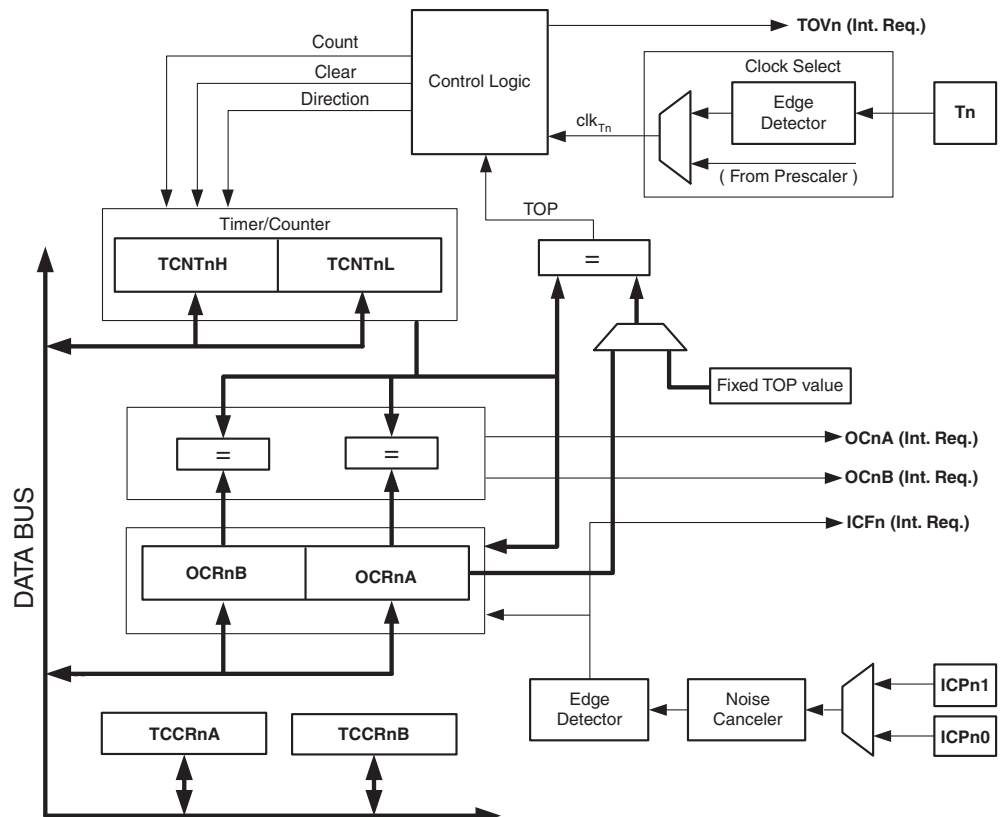 TOVn (Int. Req.)
Count
Clear
Direction
Control Logic
Clock Select
Edge
Detector
Tn
clkTn
( From Prescaler )
TOP
Timer/Counter
TCNTnH
TCNTnL
=
Fixed TOP value
=
=
OCnA (Int. Req.)
OCnB (Int. Req.)
ICFn (Int. Req.)
DATA BUS
OCRnB
OCRnA
Edge
Detector
Noise
Canceler
ICPn1
ICPn0
TCCRnA
TCCRnB